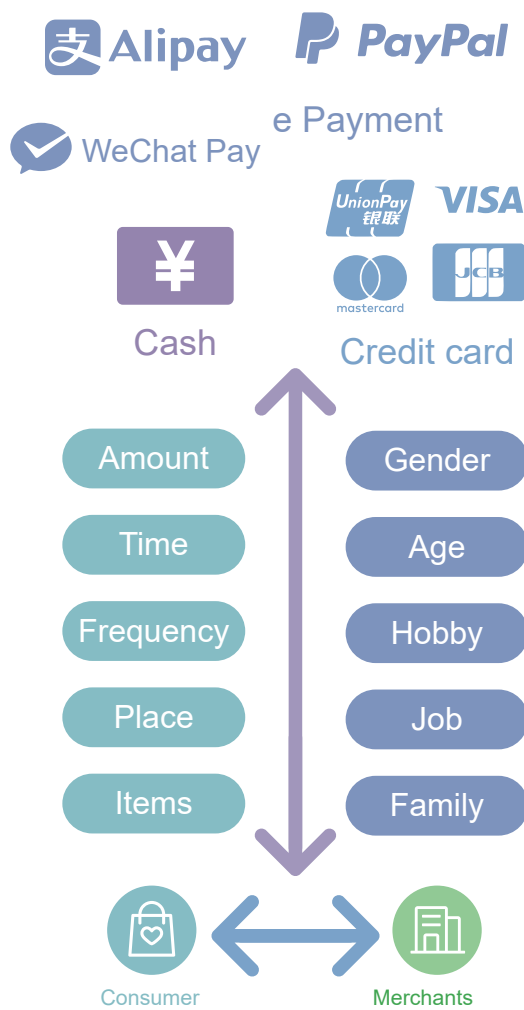 支 Alipay
PayPal
e Payment
WeChat Pay
UnionPay
银联
VISA
¥
mastercard
JCB
Cash
Credit card
Amount
Gender
Time
Age
Frequency
Hobby
Place
Job
Items
Family
Consumer
Merchants